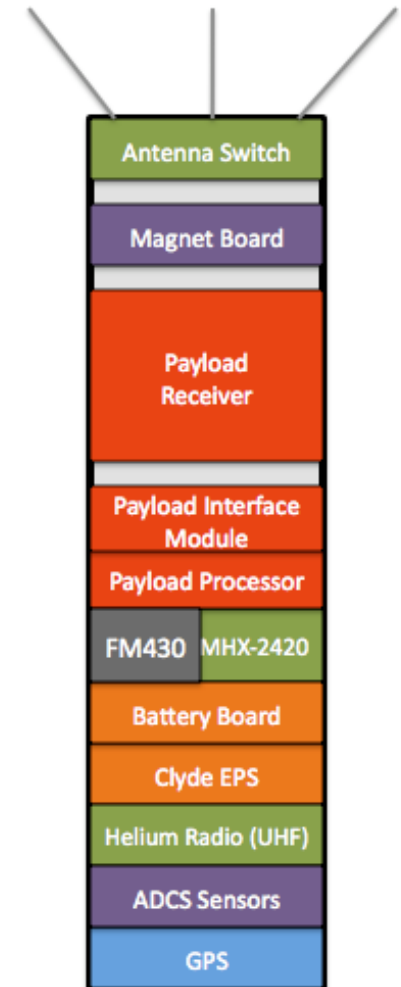 Antenna Switch
Magnet Board
Payload
Receiver
Payload Interface
Module
Payload Processor
FM430 MHX-2420
Battery Board
Clyde EPS
Helium Radio (UHF)
ADCS Sensors
GPS